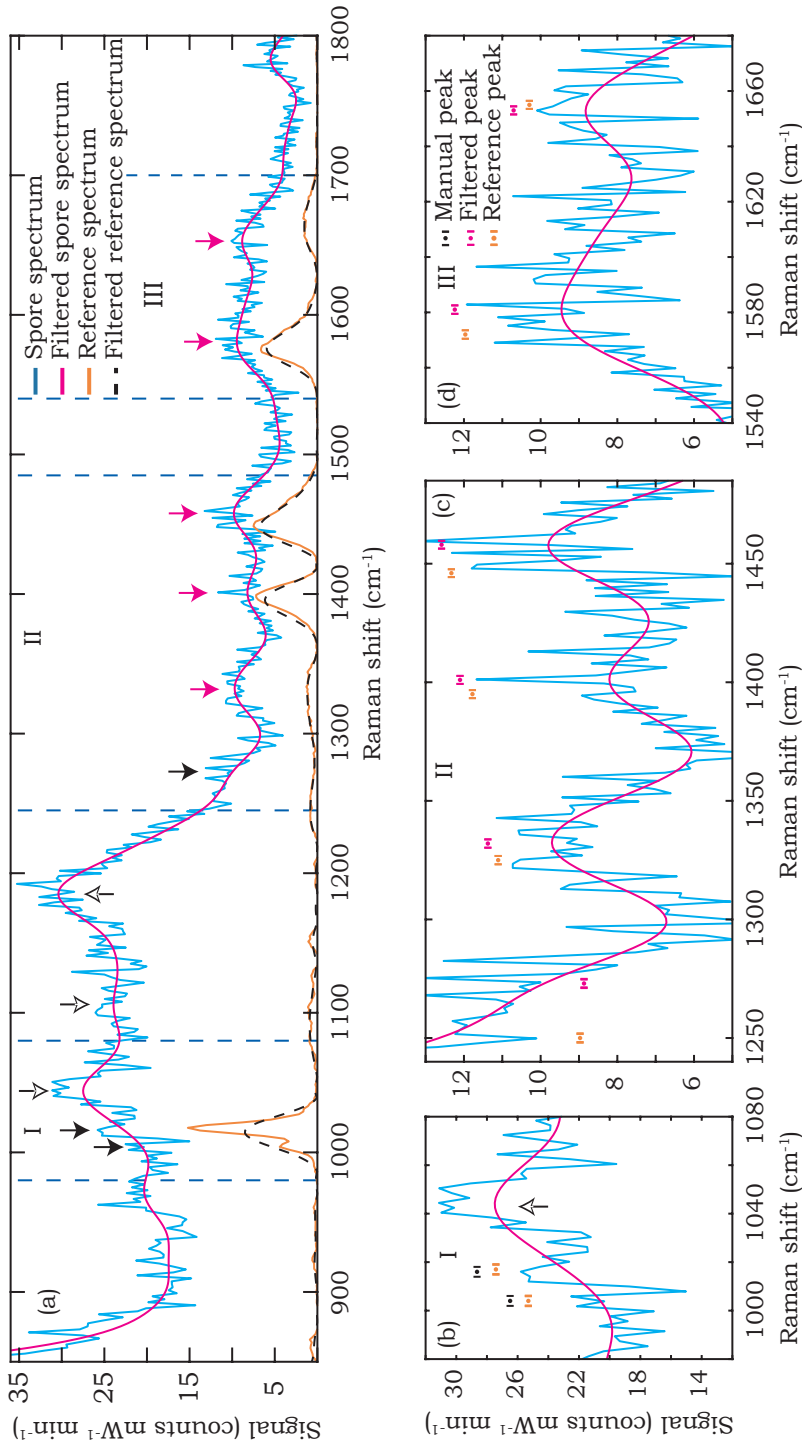 (a)
I
II
III
Spore spectrum
Filtered spore spectrum
Reference spectrum
Filtered reference spectrum
Signal (counts mW⁻¹ min⁻¹)
35
25
15
5
900
1000
1100
1200
1300
1400
1500
1600
1700
1800
Raman shift (cm⁻¹)
(b)
I
Signal (counts mW⁻¹ min⁻¹)
30
26
22
18
14
1000
1040
1080
Raman shift (cm⁻¹)
(c)
II
12
10
8
6
1250
1300
1350
1400
1450
Raman shift (cm⁻¹)
(d)
III
Manual peak
Filtered peak
Reference peak
12
10
8
6
1540
1580
1620
1660
Raman shift (cm⁻¹)